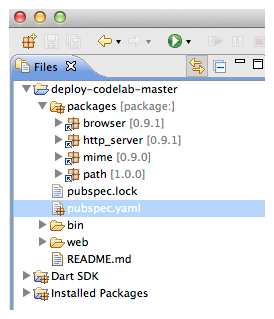 Files
deploy-codelab-master
packages [package:]
browser [0.9.1]
http_server [0.9.1]
mime [0.9.0]
path [1.0.0]
pubspec.lock
pubspec.yaml
bin
web
README.md
Dart SDK
Installed Packages